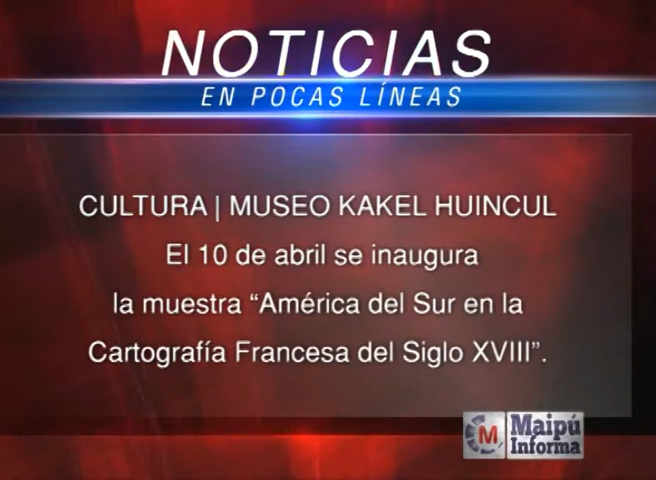 NOTICIAS
EN POCAS LÍNEAS
CULTURA | MUSEO KAKEL HUINCUL
El 10 de abril se inaugura
la muestra “América del Sur en la
Cartografía Francesa del Siglo XVIII”.
M Maipú
Informa